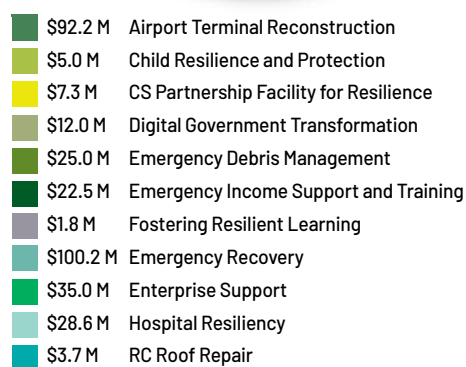 $92.2 M Airport Terminal Reconstruction
$5.0 M Child Resilience and Protection
$7.3 M CS Partnership Facility for Resilience
$12.0 M Digital Government Transformation
$25.0 M Emergency Debris Management
$22.5 M Emergency Income Support and Training
$1.8 M Fostering Resilient Learning
$100.2 M Emergency Recovery
$35.0 M Enterprise Support
$28.6 M Hospital Resiliency
$3.7 M RC Roof Repair